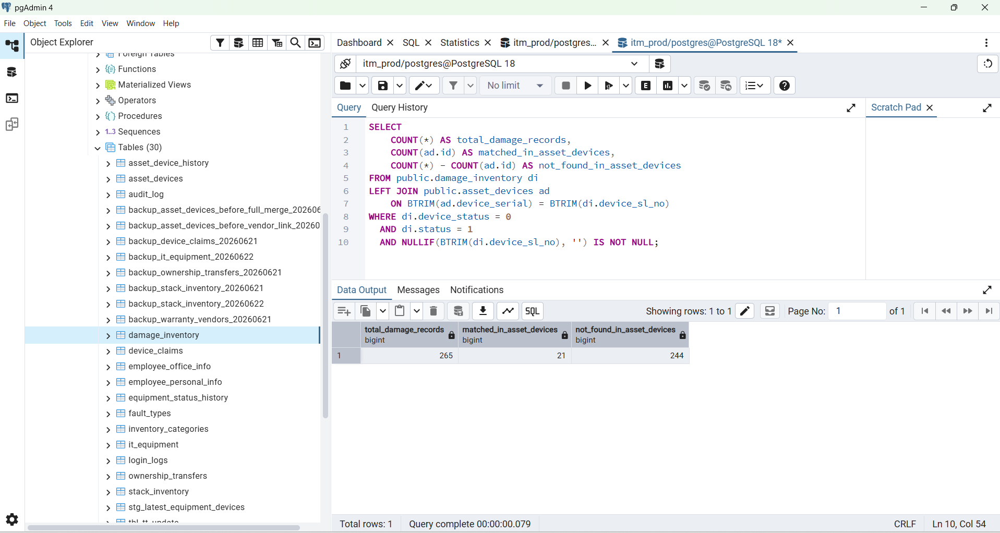 pgAdmin 4
File Object Tools Edit View Window Help
Object Explorer
Dashboard SQL Statistics itm_prod/postgres... itm_prod/postgres@PostgreSQL 18*
Foreign Tables
Functions
Materialized Views
Operators
Procedures
1..3 Sequences
Tables (30)
asset_device_history
asset_devices
audit_log
backup_asset_devices_before_full_merge_202606
backup_asset_devices_before_vendor_link_20260
backup_device_claims_20260621
backup_it_equipment_20260622
backup_ownership_transfers_20260621
backup_stack_inventory_20260621
backup_stack_inventory_20260622
backup_warranty_vendors_20260621
damage_inventory
device_claims
employee_office_info
employee_personal_info
equipment_status_history
fault_types
inventory_categories
it_equipment
login_logs
ownership_transfers
stack_inventory
stg_latest_equipment_devices
tbl_tt_update
itm_prod/postgres@PostgreSQL 18
No limit
E
Query Query History
Scratch Pad
1 SELECT
2 COUNT(*) AS total_damage_records,
3 COUNT(ad.id) AS matched_in_asset_devices,
4 COUNT(*) - COUNT(ad.id) AS not_found_in_asset_devices
5 FROM public.damage_inventory di
6 LEFT JOIN public.asset_devices ad
7 ON BTRIM(ad.device_serial) = BTRIM(di.device_sl_no)
8 WHERE di.device_status = 0
9 AND di.status = 1
10 AND NULLIF(BTRIM(di.device_sl_no), '') IS NOT NULL;
Data Output Messages Notifications
SQL
Showing rows: 1 to 1
Page No: 1 of 1
total_damage_records bigint
matched_in_asset_devices bigint
not_found_in_asset_devices bigint
1 265 21 244
Total rows: 1 Query complete 00:00:00.079
CRLF Ln 10, Col 54